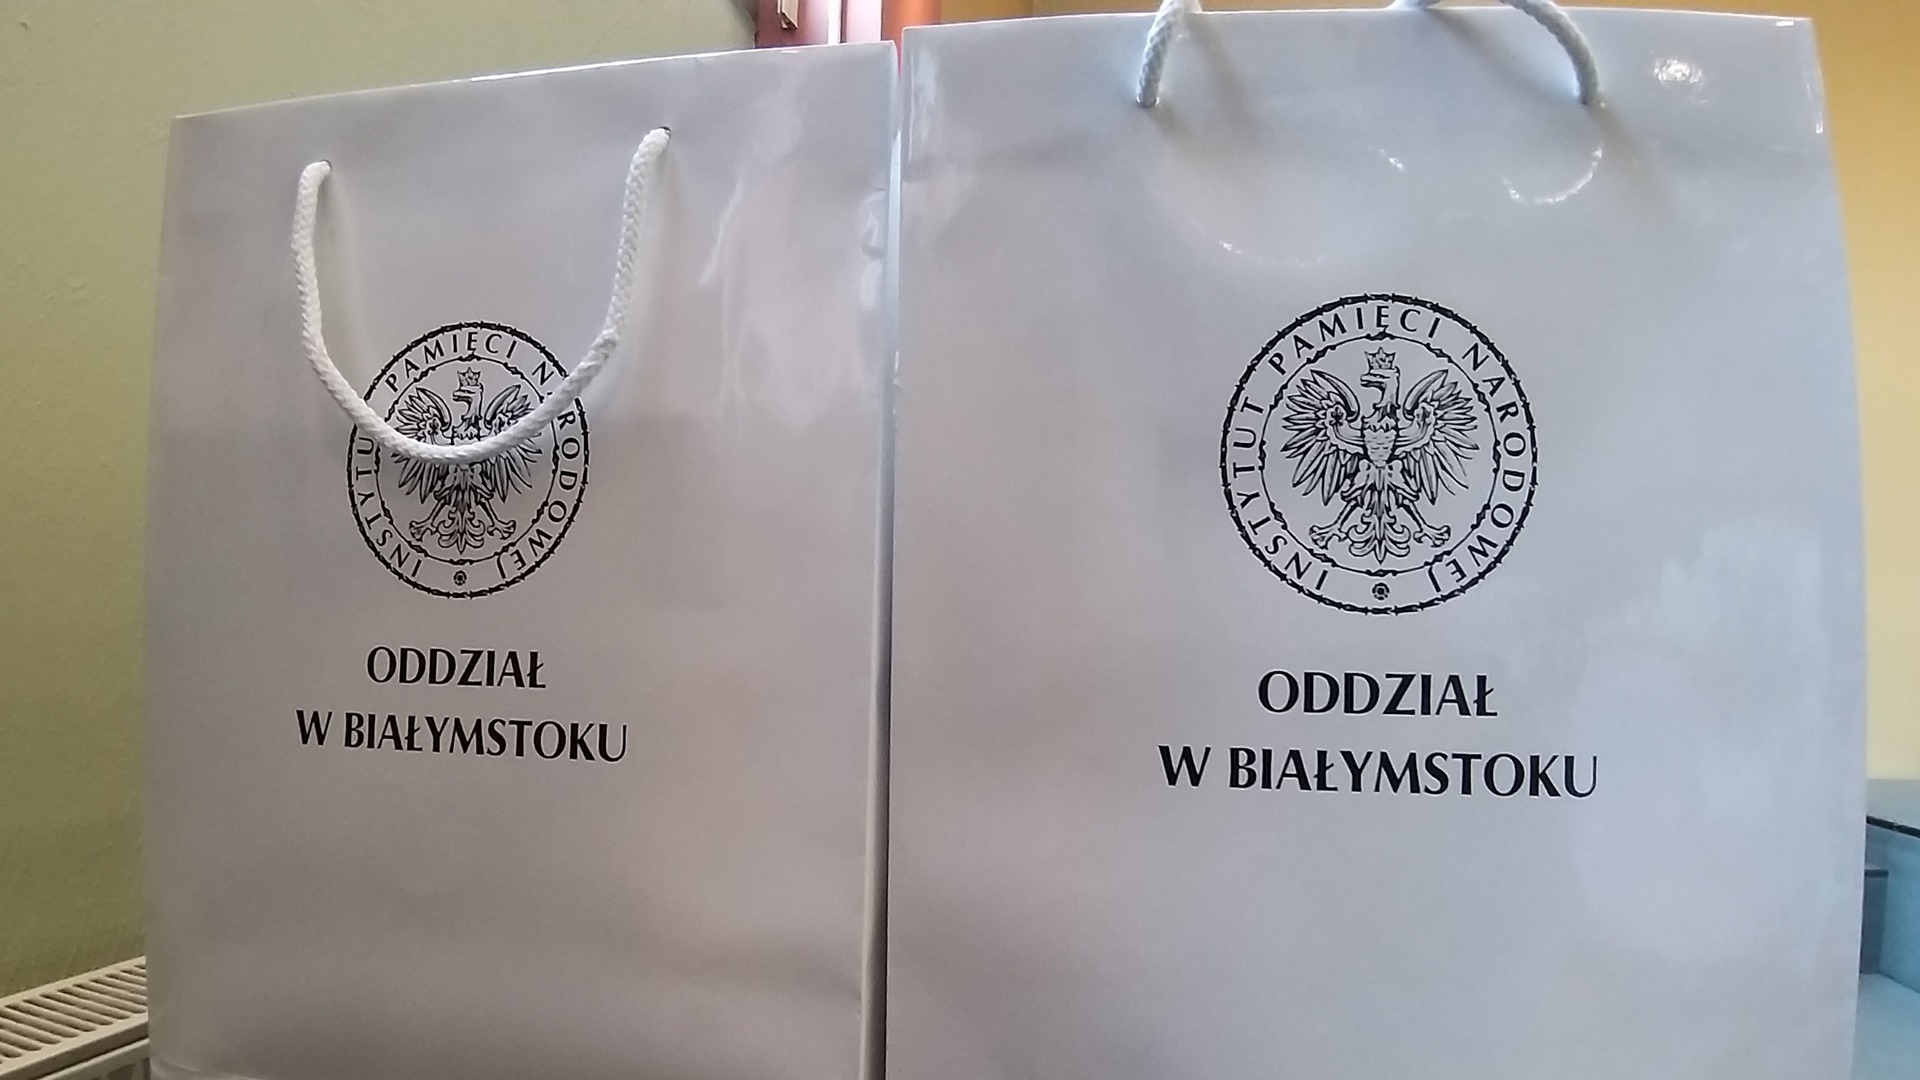 INSTYTUT PAMIĘCI NARODOWEJ
ODDZIAŁ
W BIAŁYMSTOKU
INSTYTUT PAMIĘCI NARODOWEJ
ODDZIAŁ
W BIAŁYMSTOKU